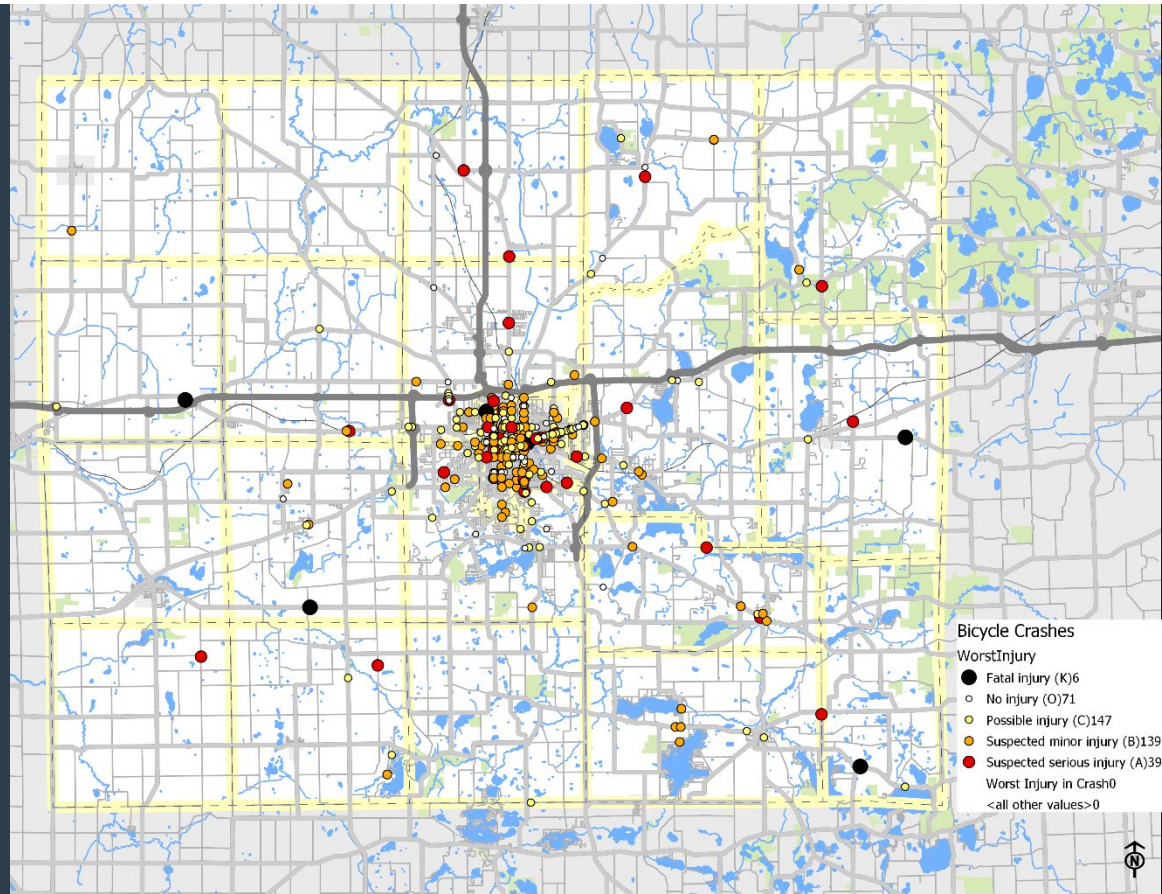 Bicycle Crashes
WorstInjury
Fatal injury (K)6
No injury (O)71
Possible injury (C)147
Suspected minor injury (B)139
Suspected serious injury (A)39
Worst Injury in Crash0
<all other values>0
N